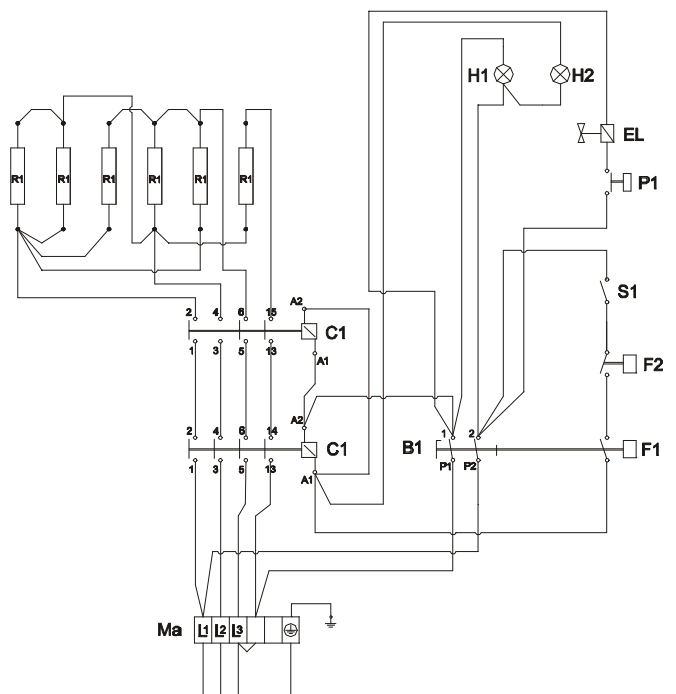 H1 H2
EL
P1
R1 R1 R1 R1 R1 R1
S1
A2
2 4 6 15
C1
1 3 5 13
A1
F2
A2
2 4 6 14
1 2
B1
C1
F1
1 3 5 13
A1
P1 P2
Ma L1 L2 L3